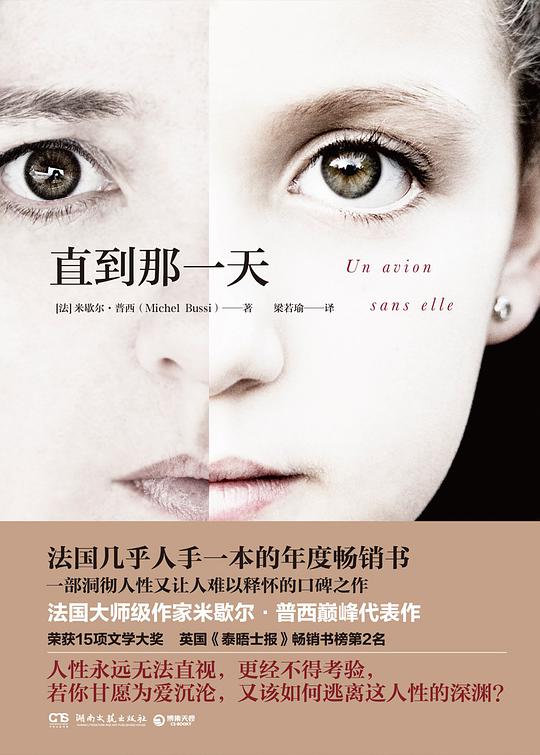 直到那一天
Un avion
sans elle
[法]米歇尔·普西（Michel Bussi）——著 梁若瑜——译
法国几乎人手一本的年度畅销书
一部洞彻人性又让人难以释怀的口碑之作
法国大师级作家米歇尔·普西巅峰代表作
荣获15项文学大奖 英国《泰晤士报》畅销书榜第2名
人性永远无法直视，更经不得考验，
若你甘愿为爱沉沦，又该如何逃离这人性的深渊？
湖南文艺出版社 博集天卷
CS-BOOKY